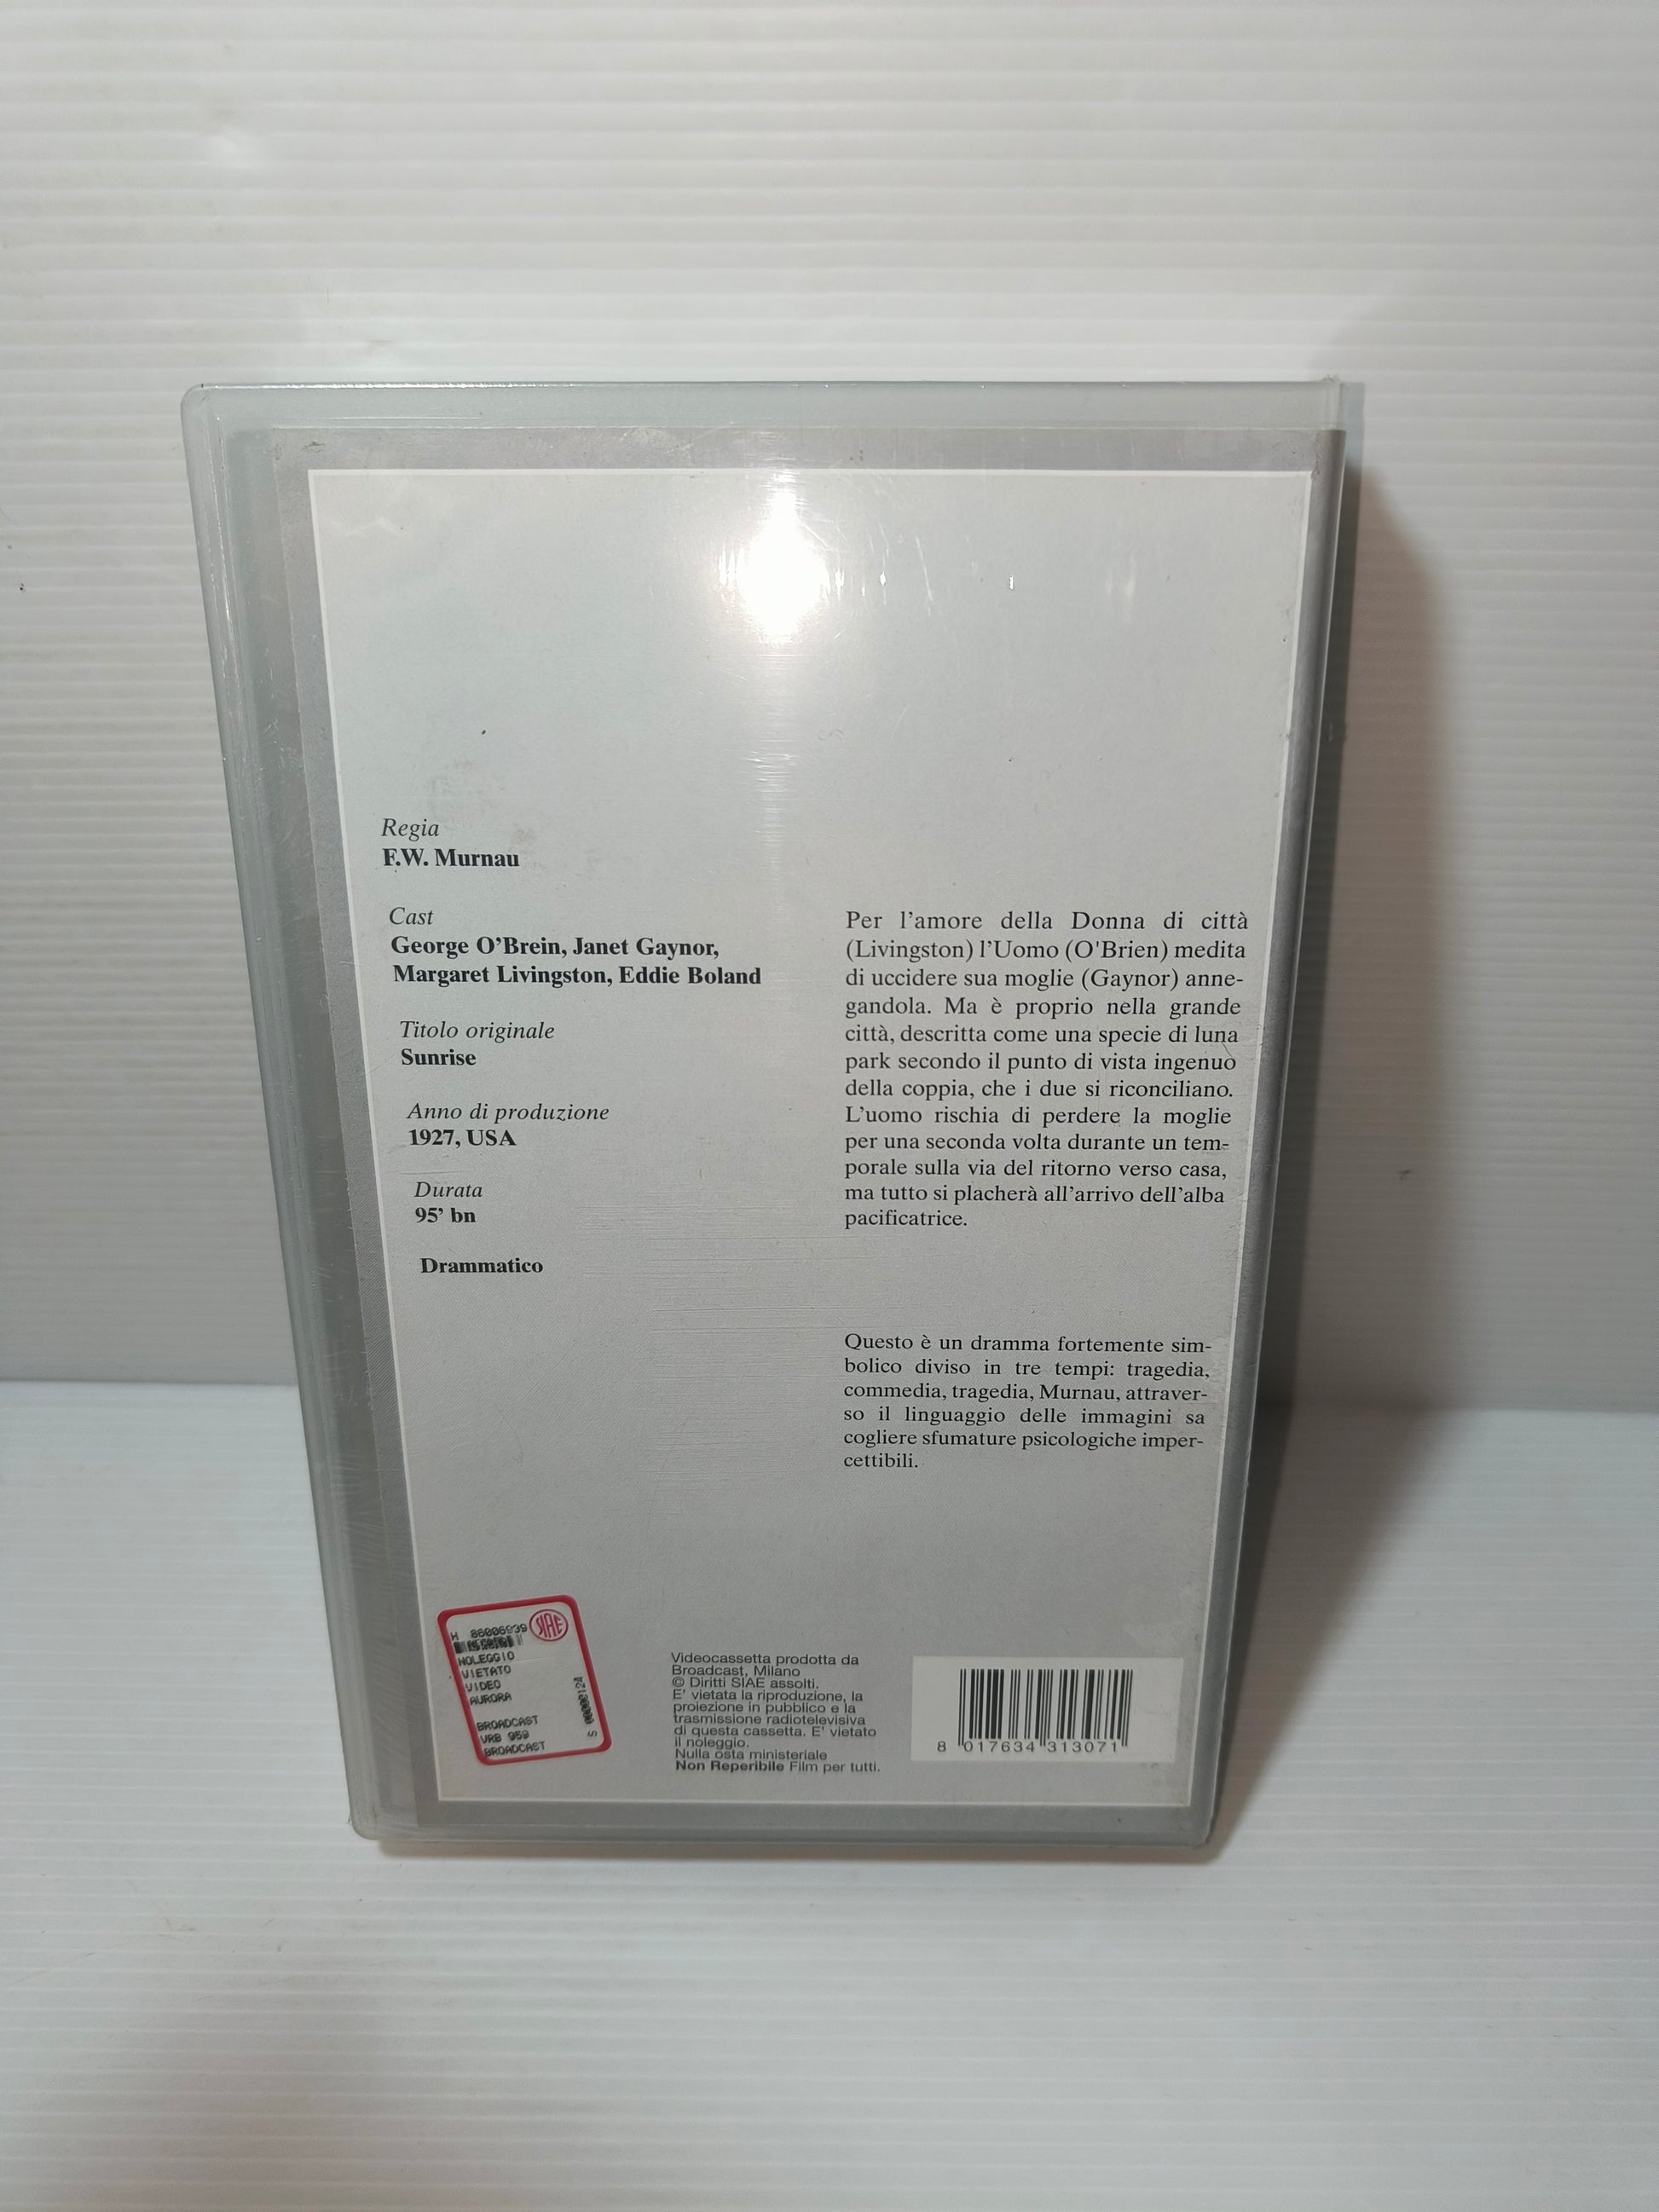 Regia
F.W. Murnau
Cast
George O'Brein, Janet Gaynor,
Margaret Livingston, Eddie Boland
Titolo originale
Sunrise
Anno di produzione
1927, USA
Durata
95' bn
Drammatico
Per l'amore della Donna di città
(Livingston) l'Uomo (O'Brien) medita
di uccidere sua moglie (Gaynor) anne-
gandola. Ma è proprio nella grande
città, descritta come una specie di luna
park secondo il punto di vista ingenuo
della coppia, che i due si riconciliano.
L'uomo rischia di perdere la moglie
per una seconda volta durante un tem-
porale sulla via del ritorno verso casa,
ma tutto si placherà all'arrivo dell'alba
pacificatrice.
Questo è un dramma fortemente sim-
bolico diviso in tre tempi: tragedia,
commedia, tragedia, Murnau, attraver-
so il linguaggio delle immagini sa
cogliere sfumature psicologiche imper-
cettibili.
SIAE
NOLEGGIO
VIETATO
VIDEO
AURORA
BROADCAST
VRB 959
BROADCAST
Videocassetta prodotta da
Broadcast, Milano
© Diritti SIAE assolti.
E' vietata la riproduzione, la
proiezione in pubblico e la
trasmissione radiotelevisiva
di questa cassetta. E' vietato
il noleggio.
Nulla osta ministeriale
Non Reperibile Film per tutti.
8 017634 313071